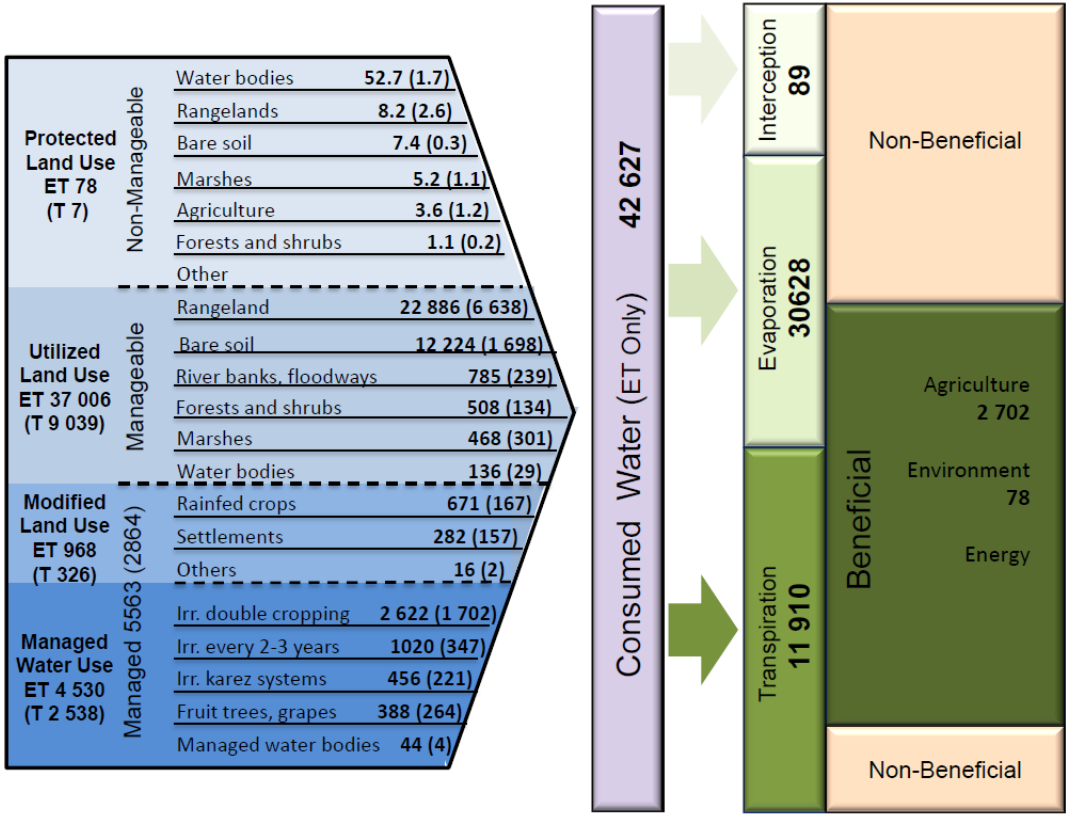 Protected
Land Use
ET 78
(T 7)
Non-Manageable
Water bodies 52.7 (1.7)
Rangelands 8.2 (2.6)
Bare soil 7.4 (0.3)
Marshes 5.2 (1.1)
Agriculture 3.6 (1.2)
Forests and shrubs 1.1 (0.2)
Other
Utilized
Land Use
ET 37 006
(T 9 039)
Manageable
Rangeland 22 886 (6 638)
Bare soil 12 224 (1 698)
River banks, floodways 785 (239)
Forests and shrubs 508 (134)
Marshes 468 (301)
Water bodies 136 (29)
Modified
Land Use
ET 968
(T 326)
Managed 5563 (2864)
Rainfed crops 671 (167)
Settlements 282 (157)
Others 16 (2)
Managed
Water Use
ET 4 530
(T 2 538)
Irr. double cropping 2 622 (1 702)
Irr. every 2-3 years 1020 (347)
Irr. karez systems 456 (221)
Fruit trees, grapes 388 (264)
Managed water bodies 44 (4)
Consumed Water (ET Only) 42 627
Interception
89
Evaporation
30628
Transpiration
11 910
Non-Beneficial
Beneficial
Agriculture
2 702
Environment
78
Energy
Non-Beneficial